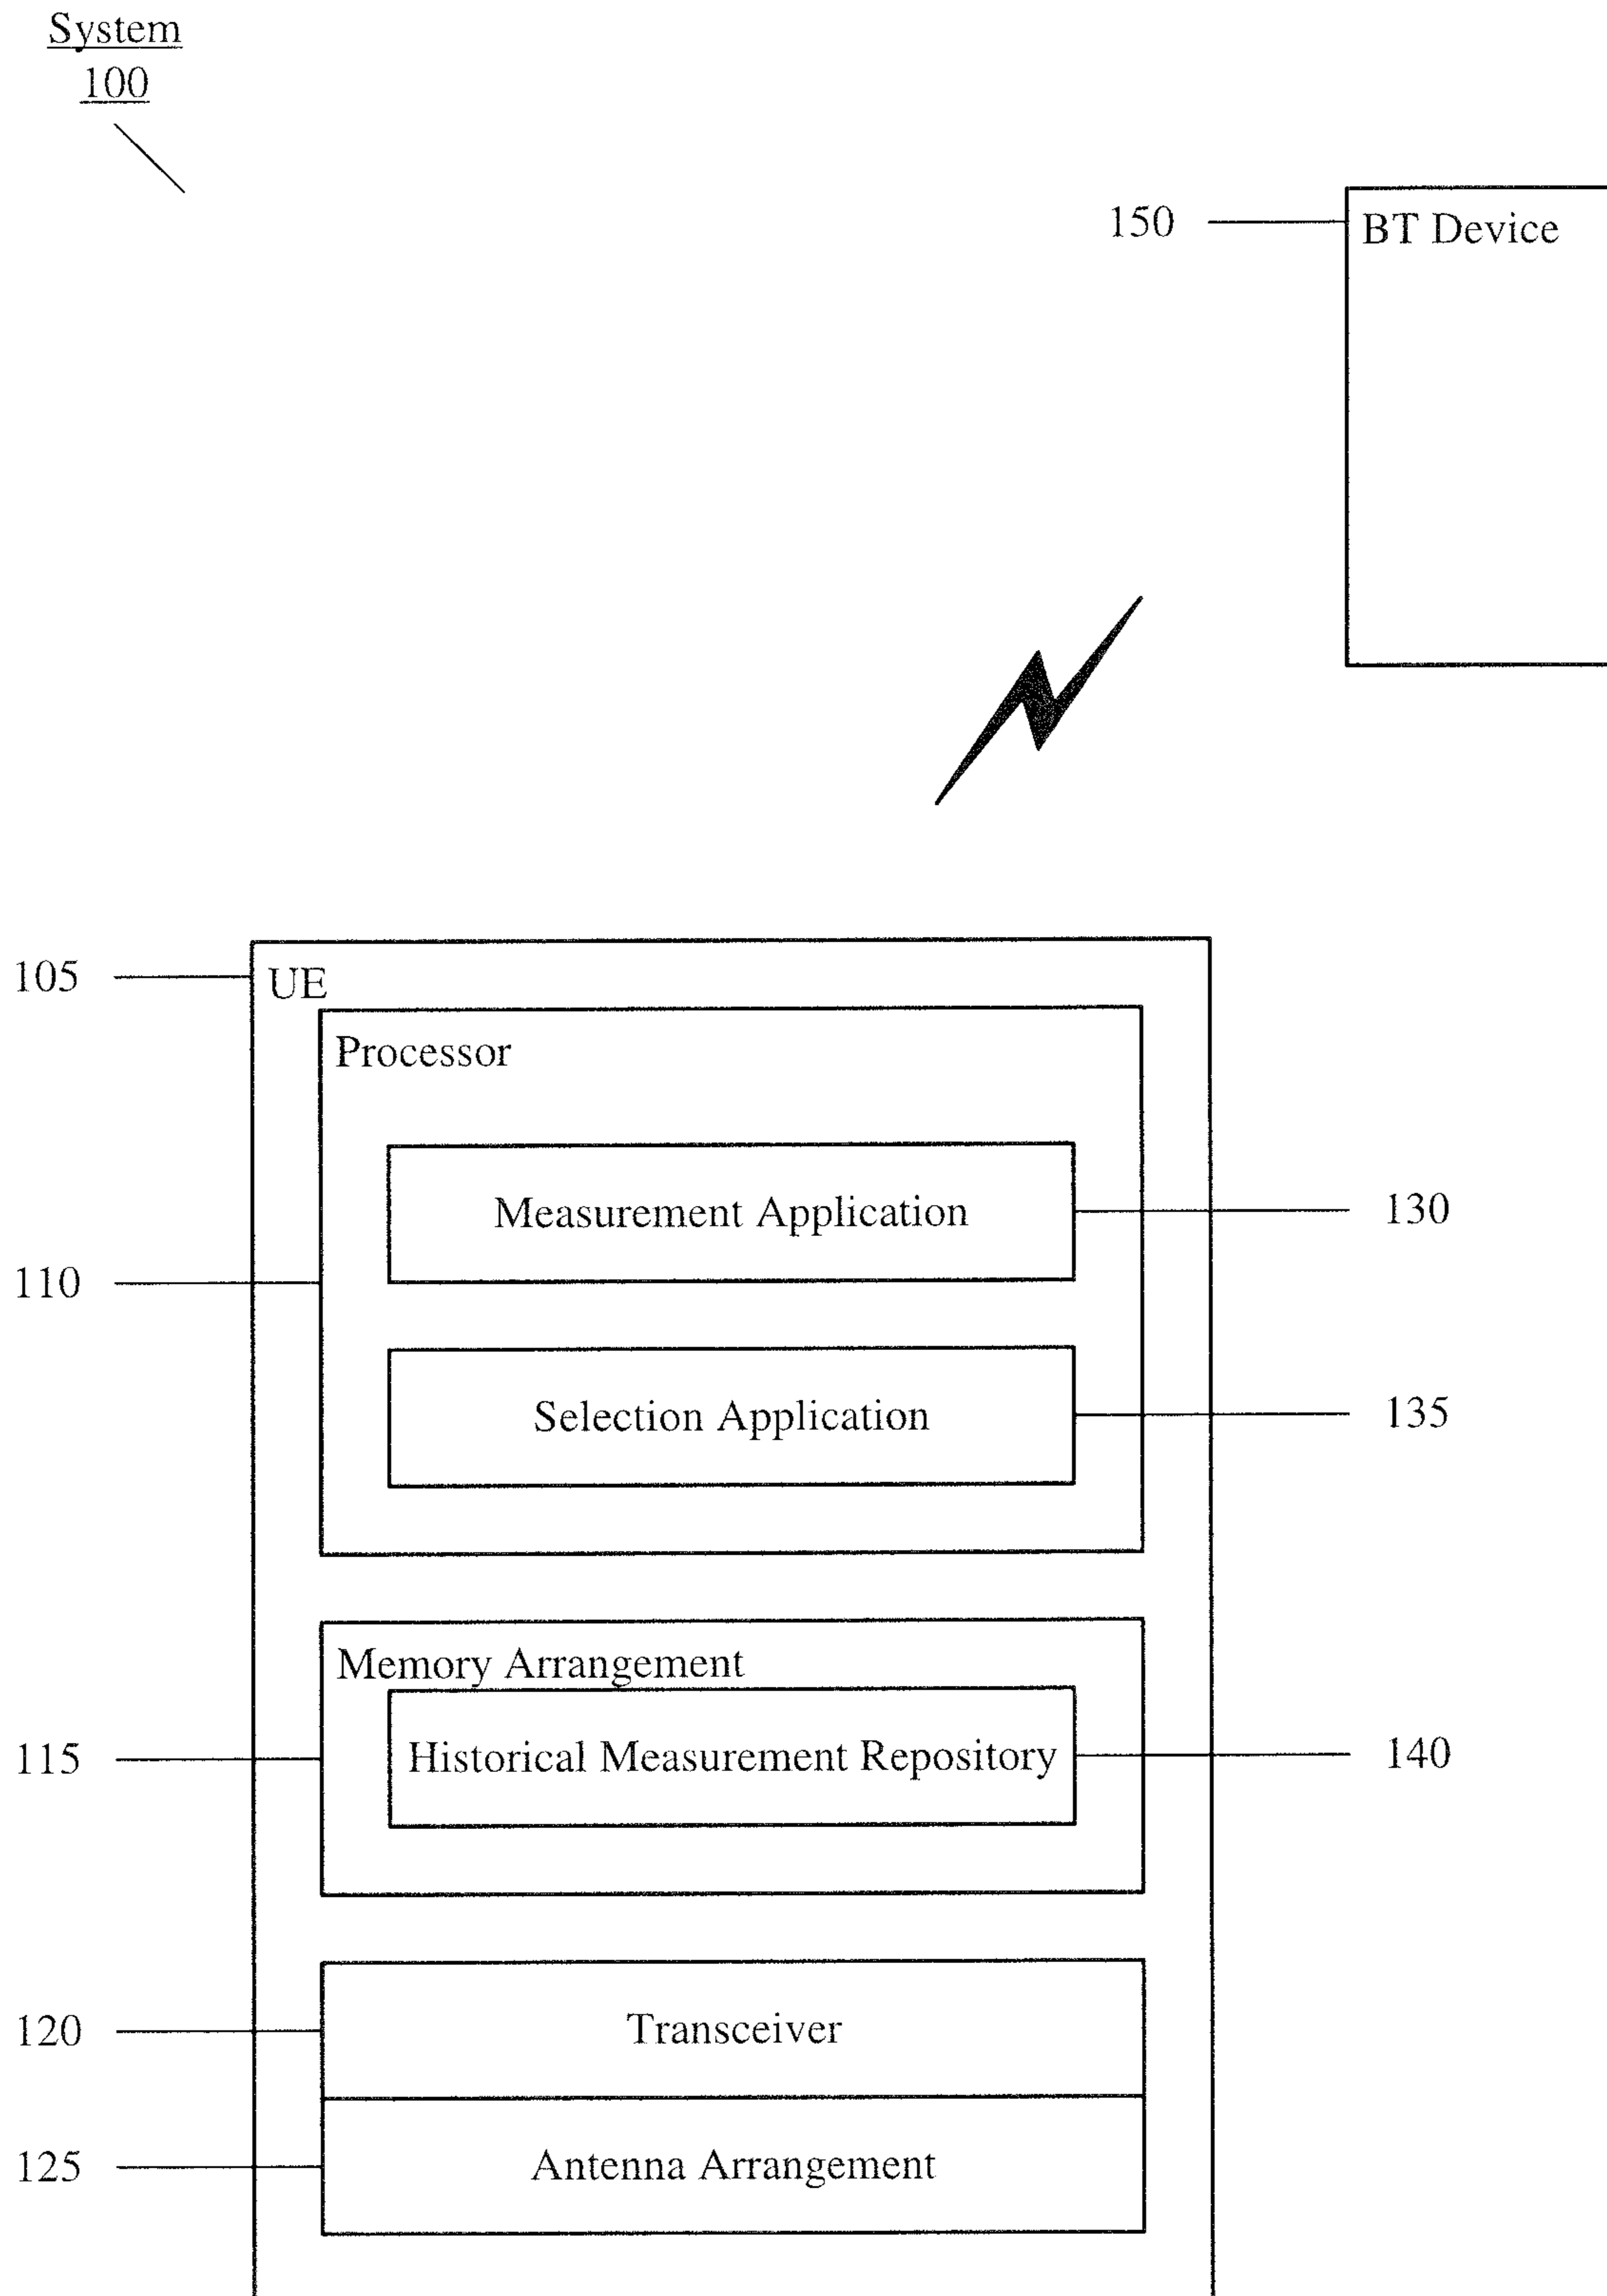 System
100
150
BT Device
105
UE
Processor
Measurement Application
130
110
Selection Application
135
Memory Arrangement
115
Historical Measurement Repository
140
120
Transceiver
125
Antenna Arrangement